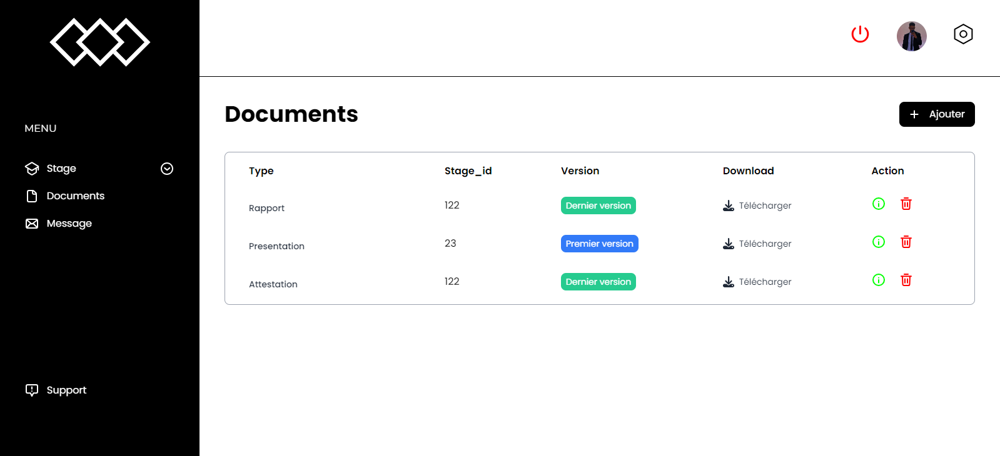 MENU
Stage
Documents
Message
Support
Documents
Ajouter
Type Stage_id Version Download Action
Rapport 122 Dernier version Télécharger
Presentation 23 Premier version Télécharger
Attestation 122 Dernier version Télécharger